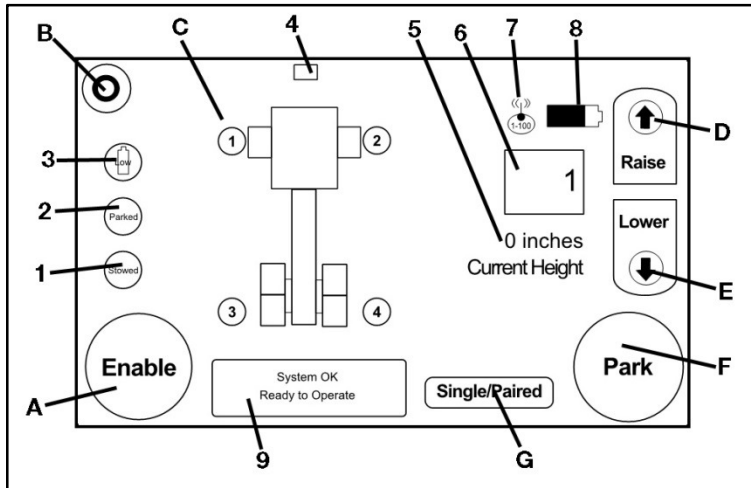 B
C
4
5
6
7
8
1-100
D
Raise
1
2
3
Low
1
2
Parked
Lower
0 inches
Current Height
1
Stowed
E
3
4
Enable
Park
F
A
System OK
Ready to Operate
Single/Paired
9
G